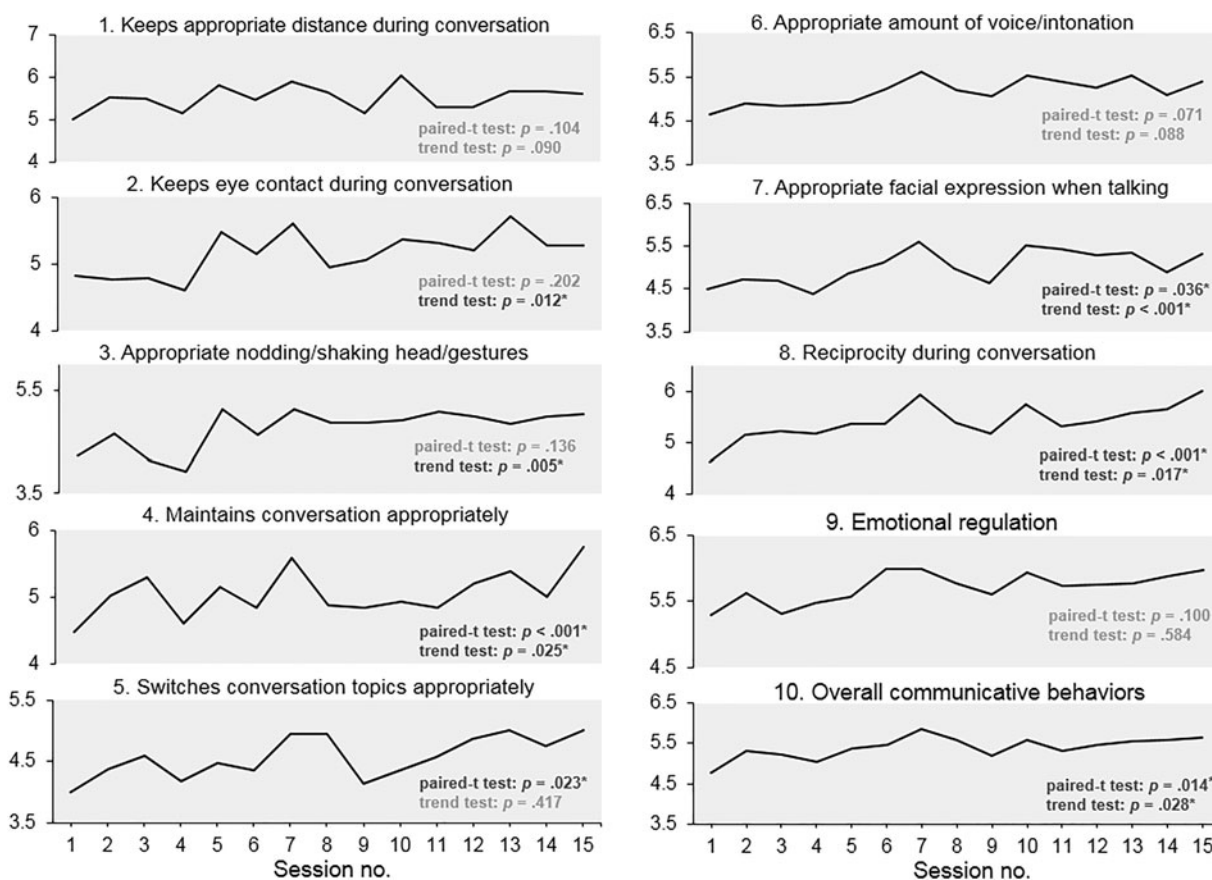 1. Keeps appropriate distance during conversation
7
6
5
4
paired-t test: p = .104
trend test: p = .090
2. Keeps eye contact during conversation
6
5
4
paired-t test: p = .202
trend test: p = .012*
3. Appropriate nodding/shaking head/gestures
5.5
3.5
paired-t test: p = .136
trend test: p = .005*
4. Maintains conversation appropriately
6
5
4
paired-t test: p < .001*
trend test: p = .025*
5. Switches conversation topics appropriately
5.5
4.5
3.5
paired-t test: p = .023*
trend test: p = .417
1 2 3 4 5 6 7 8 9 10 11 12 13 14 15
Session no.
6. Appropriate amount of voice/intonation
6.5
5.5
4.5
3.5
paired-t test: p = .071
trend test: p = .088
7. Appropriate facial expression when talking
6.5
5.5
4.5
3.5
paired-t test: p = .036*
trend test: p < .001*
8. Reciprocity during conversation
6
5
4
paired-t test: p < .001*
trend test: p = .017*
9. Emotional regulation
6.5
5.5
4.5
paired-t test: p = .100
trend test: p = .584
10. Overall communicative behaviors
6.5
5.5
4.5
3.5
paired-t test: p = .014*
trend test: p = .028*
1 2 3 4 5 6 7 8 9 10 11 12 13 14 15
Session no.